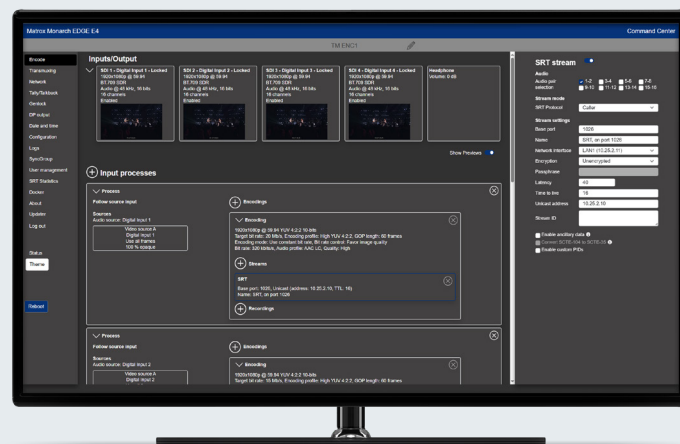 Matrox Monarch EDGE E4
Command Center
TM ENC1
Encode
Transmuxing
Network
Tally/Talkback
Genlock
DP output
Date and time
Configuration
Logs
SyncGroup
User management
SRT Statistics
Docker
About
Update
Log out
Status
Theme
Reboot
Inputs/Output
SDI 1 - Digital Input 1 - Locked
1920x1080p @ 59.94
BT.709 SDR
Audio @ 48 kHz, 16 bits
16 channels
Enabled
SDI 2 - Digital Input 2 - Locked
1920x1080p @ 59.94
BT.709 SDR
Audio @ 48 kHz, 16 bits
16 channels
Enabled
SDI 3 - Digital Input 3 - Locked
1920x1080p @ 59.94
BT.709 SDR
Audio @ 48 kHz, 16 bits
16 channels
Enabled
SDI 4 - Digital Input 4 - Locked
1920x1080p @ 59.94
BT.709 SDR
Audio @ 48 kHz, 16 bits
16 channels
Enabled
Headphone
Volume: 0 dB
Show Previews
Input processes
Process
Follow source input
Sources
Audio source: Digital Input 1
Video source A
Digital Input 1
Use all frames
100 % opaque
Encodings
Encoding
1920x1080p @ 59.94 YUV 4:2:2 10-bits
Target bit rate: 20 Mb/s, Encoding profile: High YUV 4:2:2, GOP length: 60 frames
Encoding mode: Use constant bit rate, Bit rate control: Favor image quality
Bit rate: 320 kbits/s, Audio profile: AAC LC, Quality: High
Streams
SRT
Base port: 1026, Unicast (address: 10.25.2.10, TTL: 16)
Name: SRT, on port 1026
Recordings
Process
Follow source input
Sources
Audio source: Digital Input 2
Video source A
Digital Input 2
Encodings
Encoding
1920x1080p @ 59.94 YUV 4:2:2 10-bits
Target bit rate: 15 Mb/s, Encoding profile: High YUV 4:2:2, GOP length: 60 frames
SRT stream
Audio
Audio pair selection
1-2 3-4 5-6 7-8
9-10 11-12 13-14 15-16
Stream mode
SRT Protocol Caller
Stream settings
Base port 1026
Name SRT, on port 1026
Network interface LAN1 (10.25.2.11)
Encryption Unencrypted
Passphrase
Latency 40
Time to live 16
Unicast address 10.25.2.10
Stream ID
Enable ancillary data
Convert SCTE-104 to SCTE-35
Enable custom PIDs